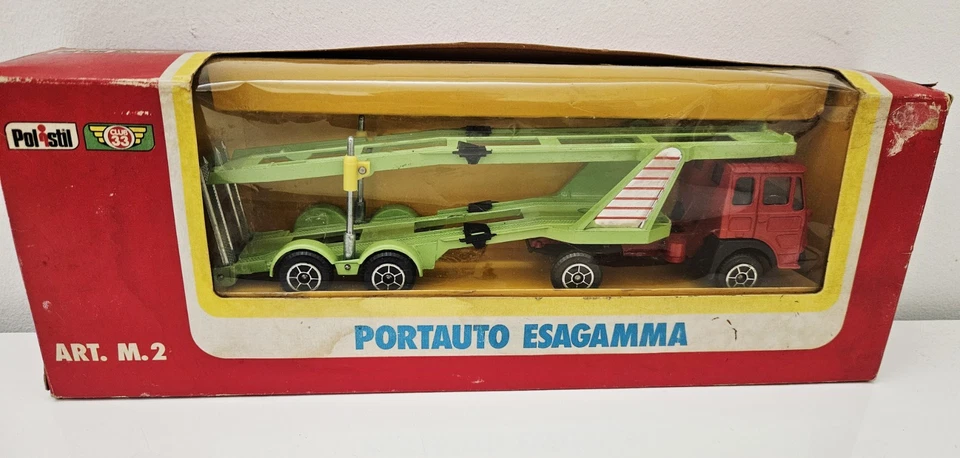 Polistil
CLUB
33
PORTAUTO ESAGAMMA
ART. M.2